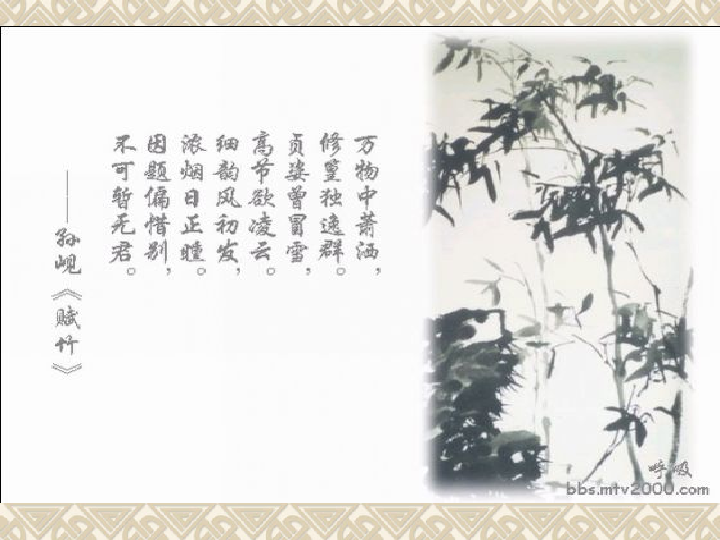 万物中萧洒，
修篁独逸群。
贞姿曾冒雪，
高节欲凌云。
细韵风初发，
浓烟日正曛。
因题偏惜别，
不可暂无君。
——孙岘《赋竹》
呼吸
bbs.mtv2000.com